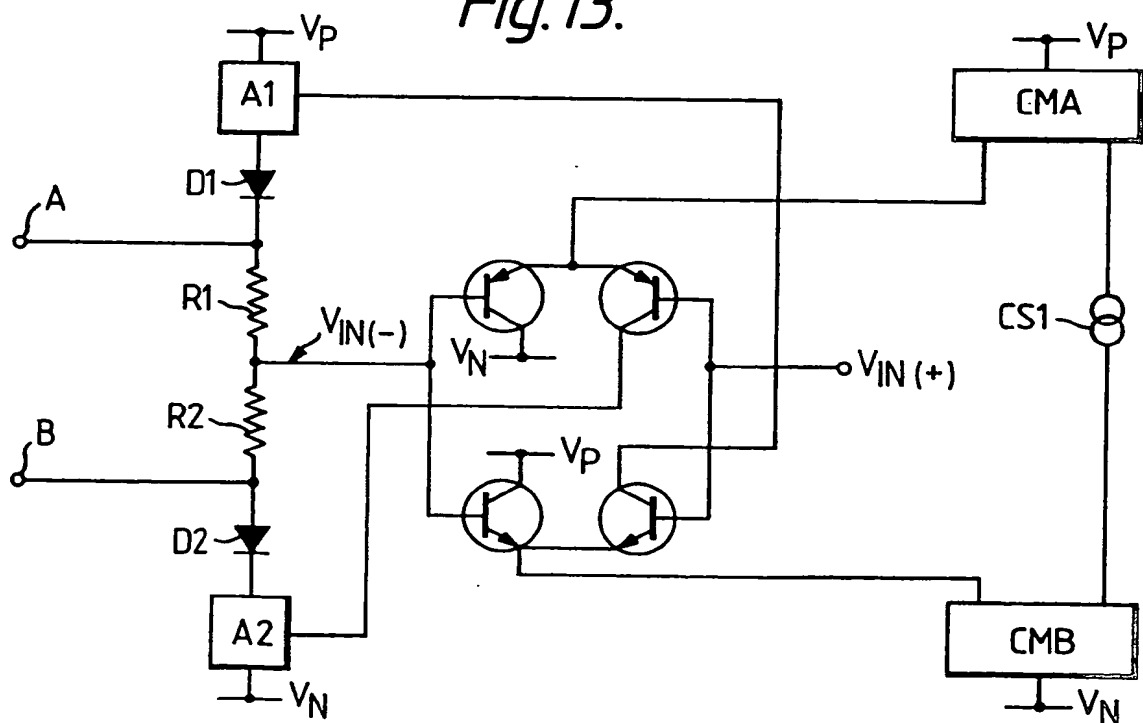 Fig. 13.
VP
A1
D1
A
R1
VIN(-)
R2
B
D2
A2
VN
VN
VP
VIN (+)
VP
CMA
CS1
CMB
VN